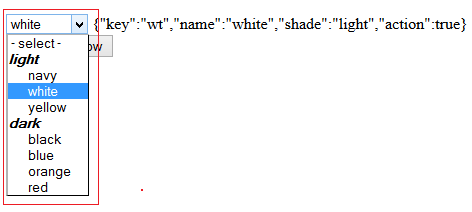 white {"key":"wt","name":"white","shade":"light","action":true}
- select -
light
navy
white
yellow
dark
black
blue
orange
red